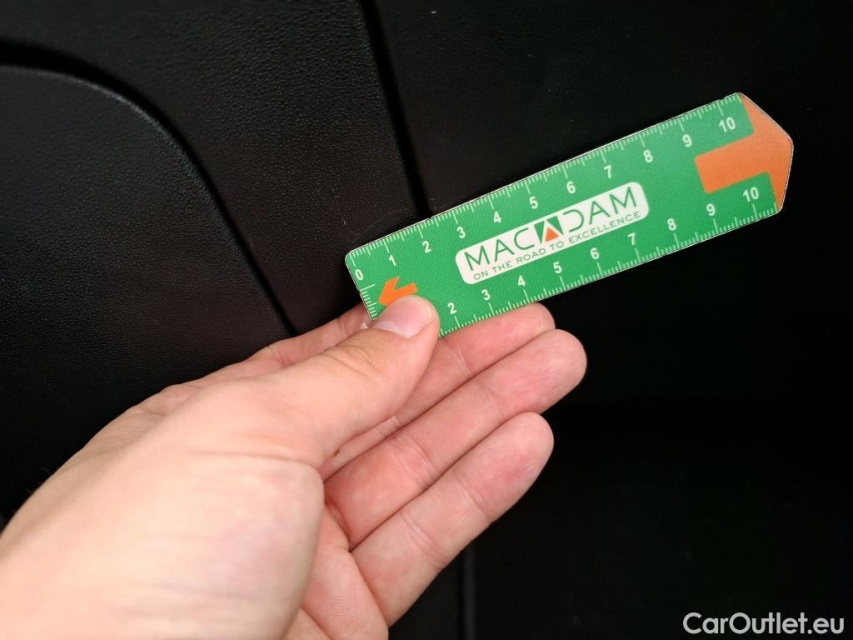 0 1 2 3 4 5 6 7 8 9 10
MACADAM
ON THE ROAD TO EXCELLENCE
2 3 4 5 6 7 8 9 10
CarOutlet.eu